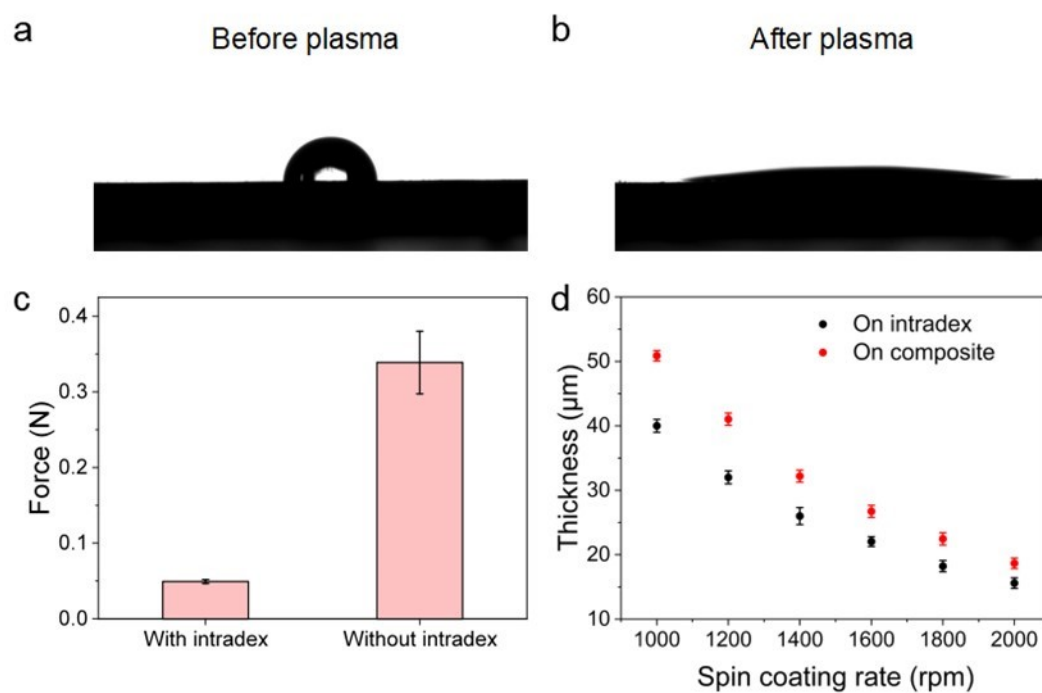 a
Before plasma
b
After plasma
c
Force (N)
0.4
0.3
0.2
0.1
0.0
With intradex
Without intradex
d
Thickness (μm)
60
50
40
30
20
10
On intradex
On composite
1000 1200 1400 1600 1800 2000
Spin coating rate (rpm)